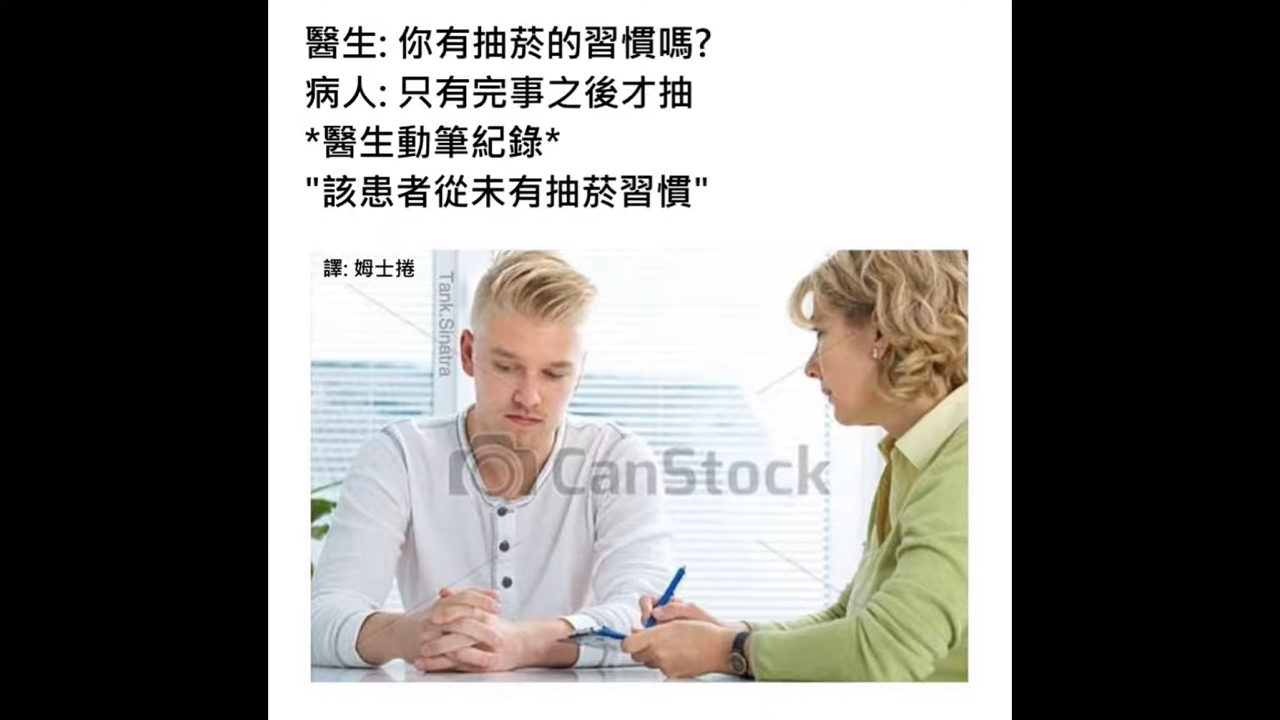 醫生: 你有抽菸的習慣嗎?
病人: 只有完事之後才抽
*醫生動筆紀錄*
"該患者從未有抽菸習慣"
譯: 姆士捲
Tank.Sinatra
CanStock